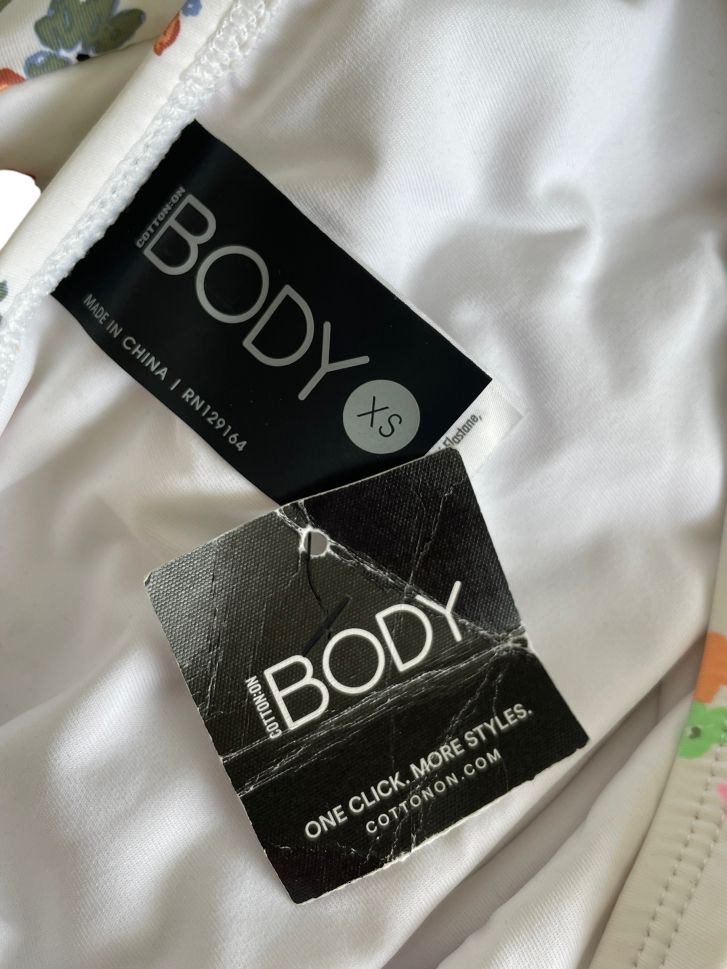 COTTON:ON
BODY
MADE IN CHINA | RN129164
XS
Elastane,
COTTON:ON
BODY
ONE CLICK. MORE STYLES.
COTTONON.COM